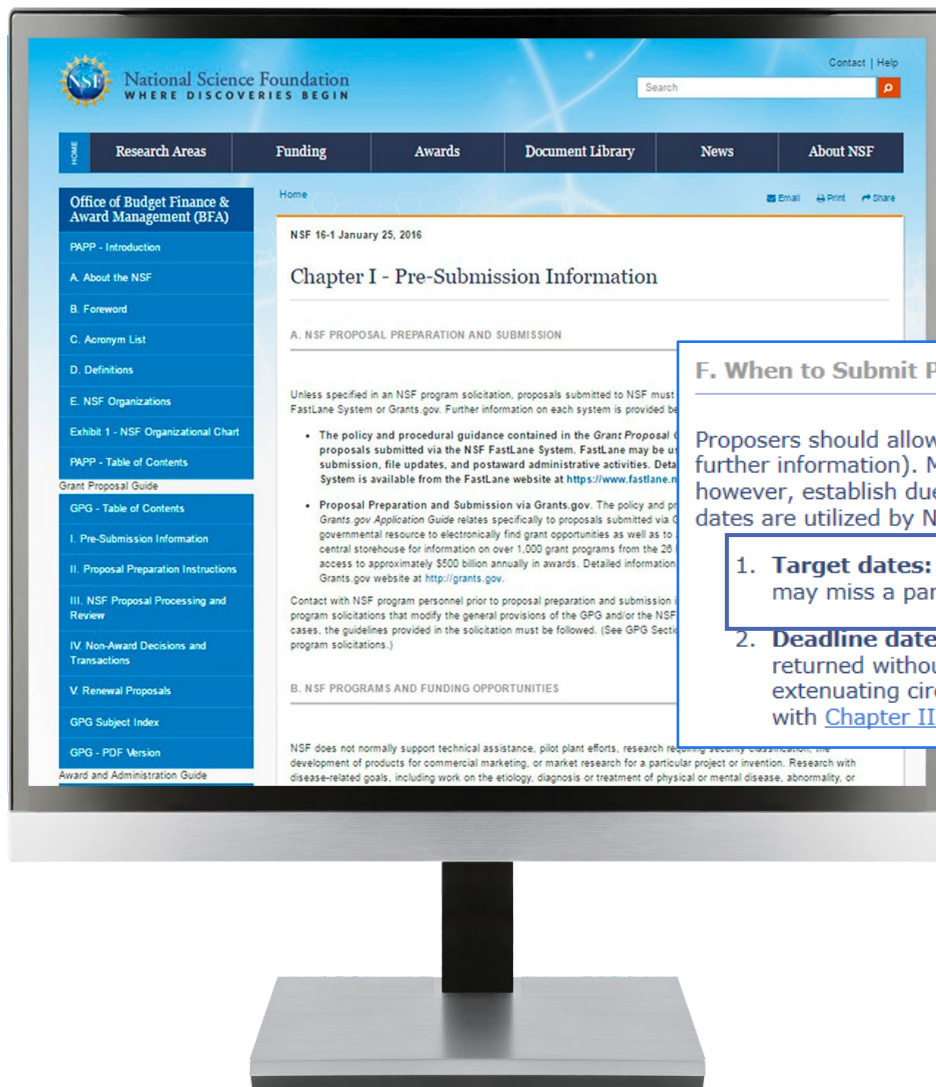 Contact | Help
NSF
National Science Foundation
WHERE DISCOVERIES BEGIN
Search
HOME
Research Areas
Funding
Awards
Document Library
News
About NSF
Office of Budget Finance &
Award Management (BFA)
PAPP - Introduction
A. About the NSF
B. Foreword
C. Acronym List
D. Definitions
E. NSF Organizations
Exhibit 1 - NSF Organizational Chart
PAPP - Table of Contents
Grant Proposal Guide
GPG - Table of Contents
I. Pre-Submission Information
II. Proposal Preparation Instructions
III. NSF Proposal Processing and
Review
IV. Non-Award Decisions and
Transactions
V. Renewal Proposals
GPG Subject Index
GPG - PDF Version
Award and Administration Guide
Home
Email
Print
Share
NSF 16-1 January 25, 2016
Chapter I - Pre-Submission Information
A. NSF PROPOSAL PREPARATION AND SUBMISSION
Unless specified in an NSF program solicitation, proposals submitted to NSF must
FastLane System or Grants.gov. Further information on each system is provided be
• The policy and procedural guidance contained in the Grant Proposal
proposals submitted via the NSF FastLane System. FastLane may be us
submission, file updates, and postaward administrative activities. Deta
System is available from the FastLane website at https://www.fastlane.n
• Proposal Preparation and Submission via Grants.gov. The policy and pr
Grants.gov Application Guide relates specifically to proposals submitted via G
governmental resource to electronically find grant opportunities as well as to
central storehouse for information on over 1,000 grant programs from the 26
access to approximately $500 billion annually in awards. Detailed information
Grants.gov website at http://grants.gov.
Contact with NSF program personnel prior to proposal preparation and submission i
program solicitations that modify the general provisions of the GPG and/or the NSF
cases, the guidelines provided in the solicitation must be followed. (See GPG Secti
program solicitations.)
B. NSF PROGRAMS AND FUNDING OPPORTUNITIES
NSF does not normally support technical assistance, pilot plant efforts, research requiring security classification, the
development of products for commercial marketing, or market research for a particular project or invention. Research with
disease-related goals, including work on the etiology, diagnosis or treatment of physical or mental disease, abnormality, or
F. When to Submit P
Proposers should allow
further information). M
however, establish due
dates are utilized by N
1. Target dates:
may miss a par
2. Deadline date
returned withou
extenuating cir
with Chapter II